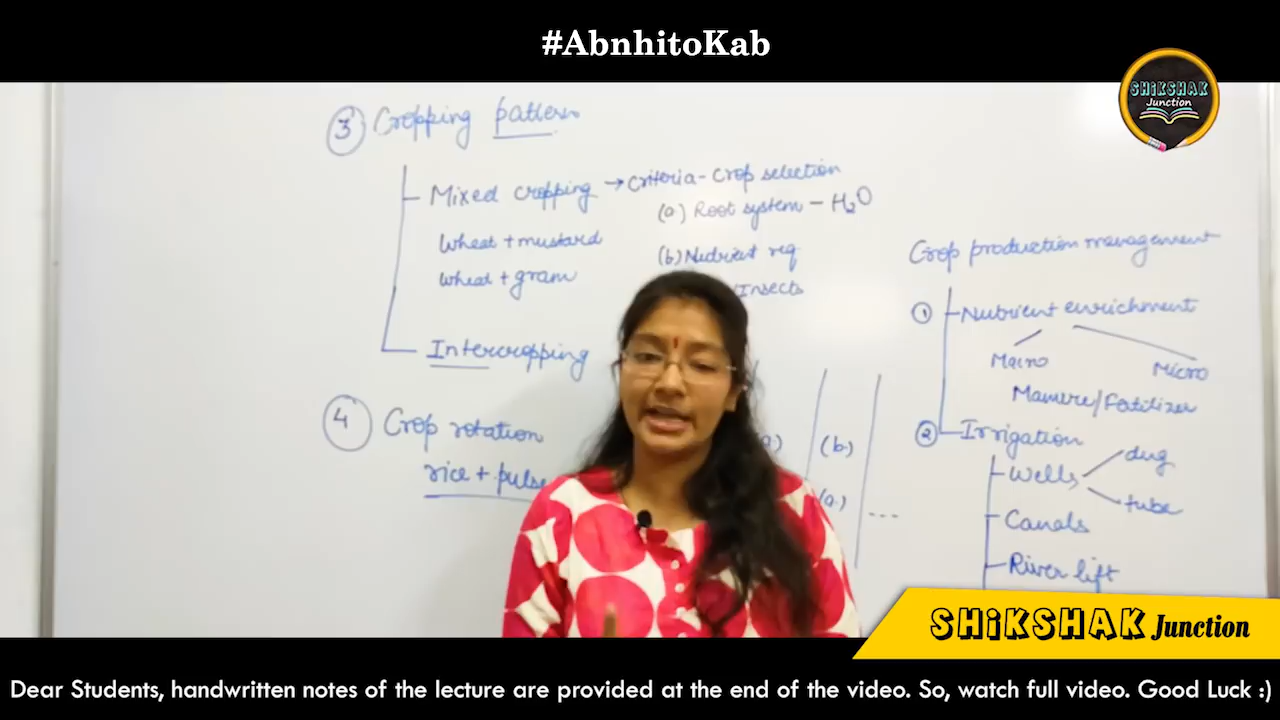 #AbnhitoKab
SHiKSHAK
Junction
3 Cropping pattern
Mixed cropping → Criteria - Crop selection
(a) Root system - H2O
Wheat + mustard
(b) Nutrient req
Wheat + gram
/Insects
Intercropping
4 Crop rotation
rice + pulse
(b)
(a)
...
Crop production management
① Nutrient enrichment
Macro Micro
Manure/Fertilizer
② Irrigation
Wells dug
tube
Canals
River lift
SHiKSHAK Junction
Dear Students, handwritten notes of the lecture are provided at the end of the video. So, watch full video. Good Luck :)